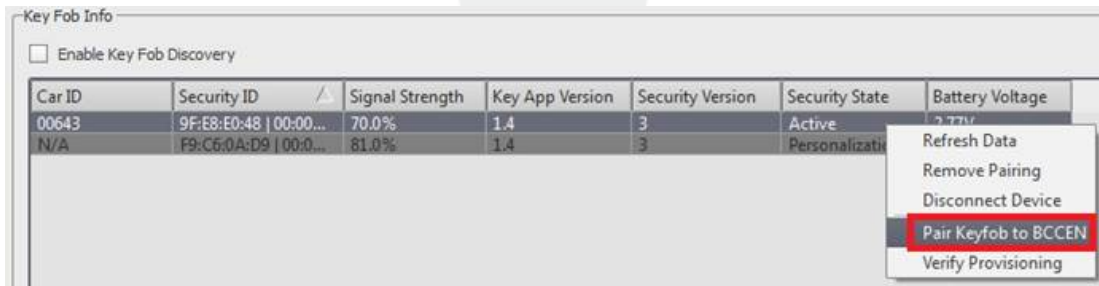 Key Fob Info
Enable Key Fob Discovery
Car ID Security ID Signal Strength Key App Version Security Version Security State Battery Voltage
00643 9F:E8:E0:48 | 00:00... 70.0% 1.4 3 Active 2.77V
N/A F9:C6:0A:D9 | 00:0... 81.0% 1.4 3 Personalizatio
Refresh Data
Remove Pairing
Disconnect Device
Pair Keyfob to BCCEN
Verify Provisioning